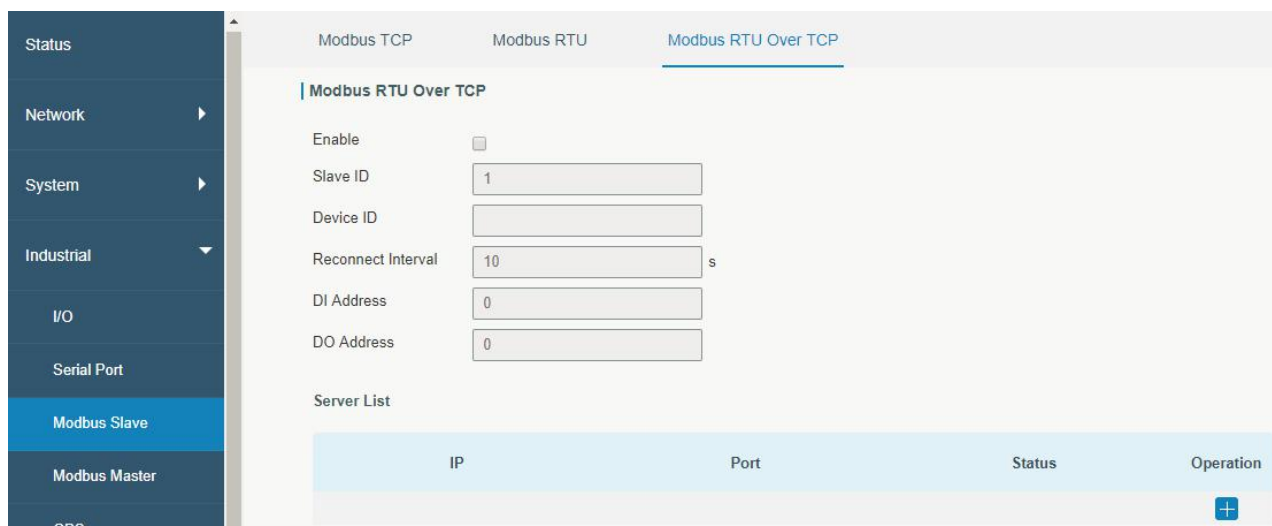 Status
Network
System
Industrial
I/O
Serial Port
Modbus Slave
Modbus Master
Modbus TCP
Modbus RTU
Modbus RTU Over TCP
Modbus RTU Over TCP
Enable
Slave ID 1
Device ID
Reconnect Interval 10 s
DI Address 0
DO Address 0
Server List
IP Port Status Operation